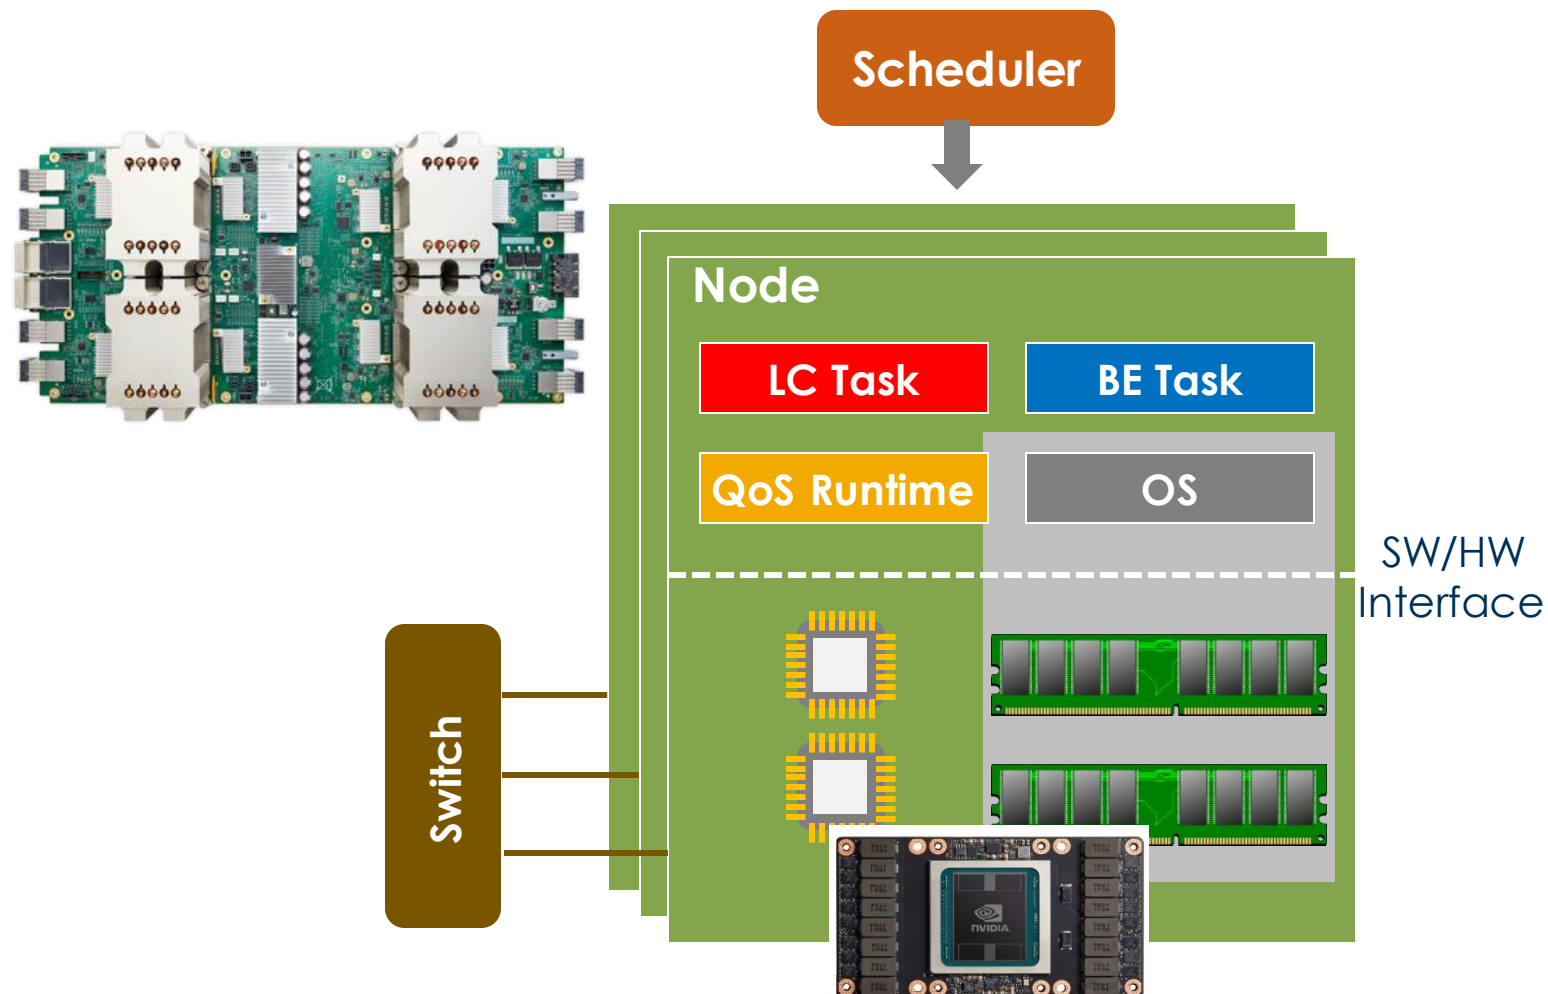 Scheduler
Node
LC Task
BE Task
QoS Runtime
OS
SW/HW
Interface
Switch
NVIDIA